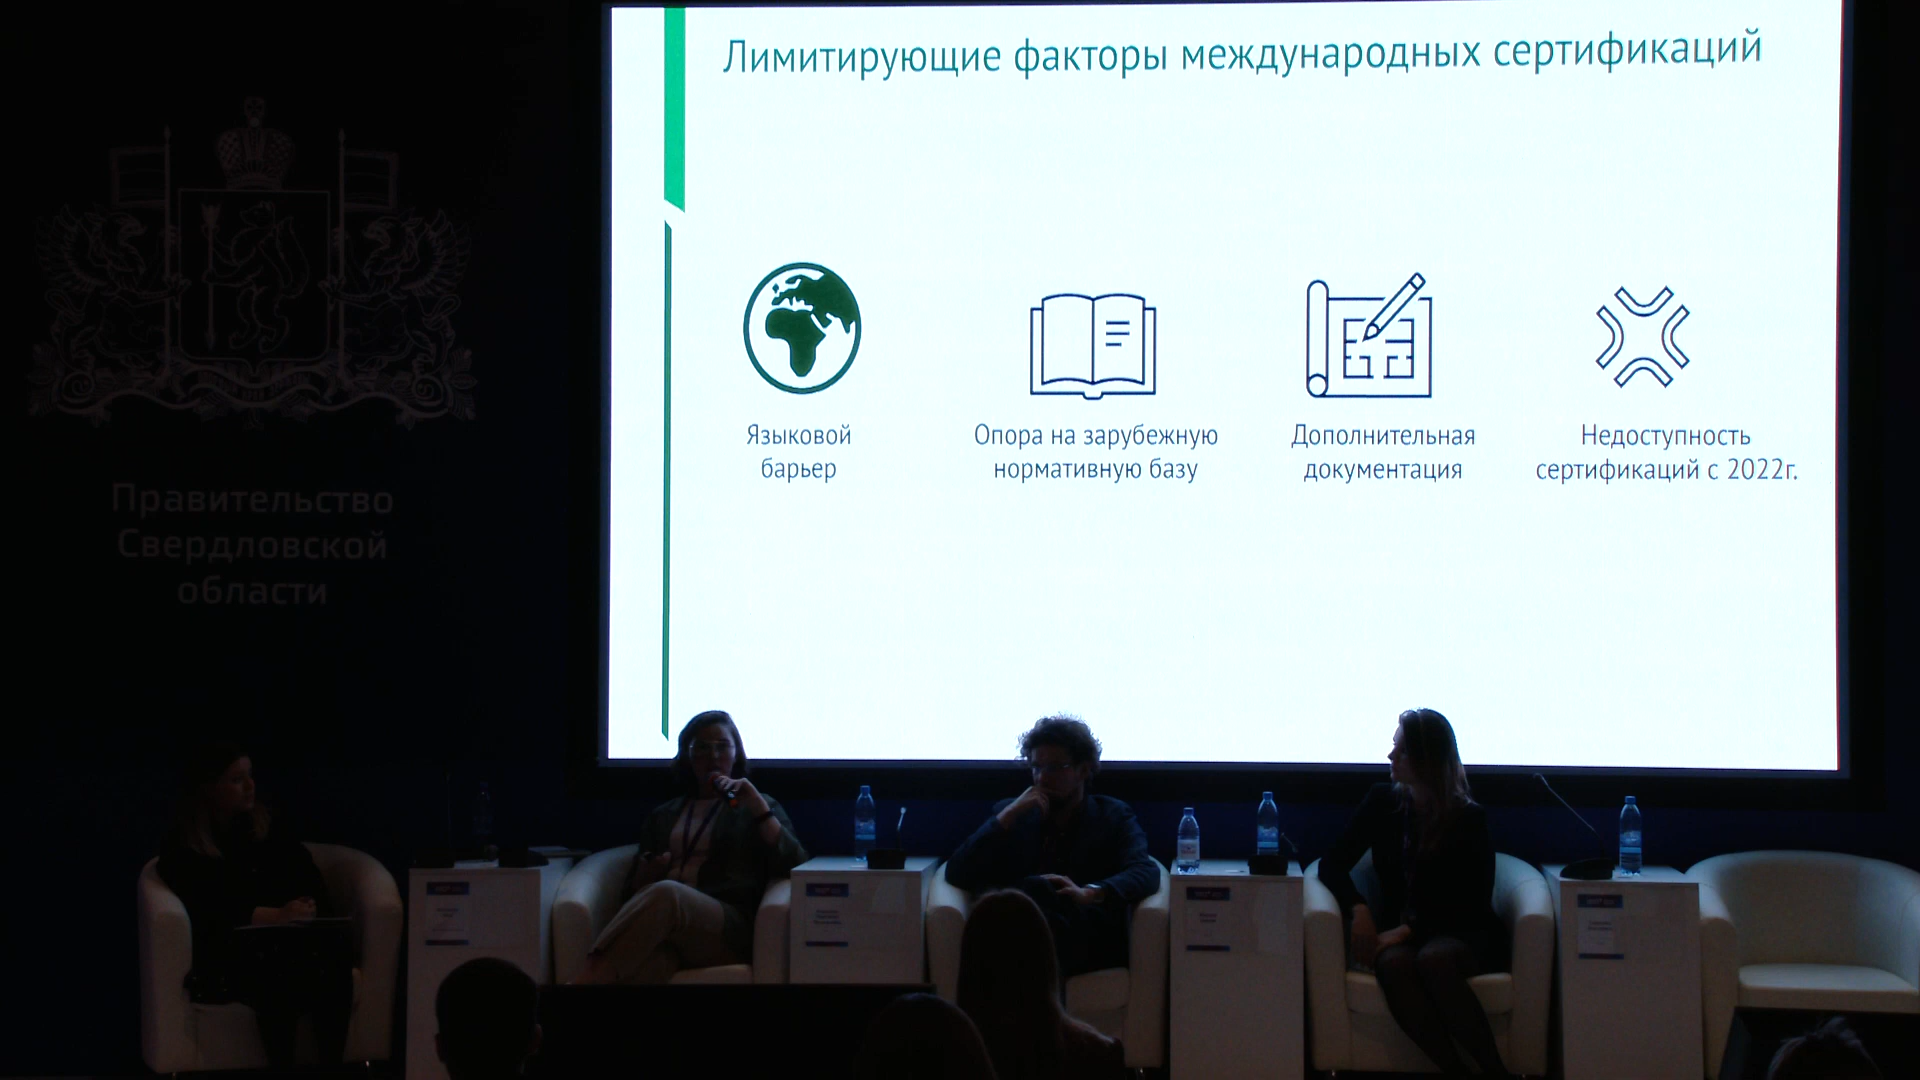 Лимитирующие факторы международных сертификаций
Языковой
барьер
Опора на зарубежную
нормативную базу
Дополнительная
документация
Недоступность
сертификаций с 2022г.
Правительство
Свердловской
области